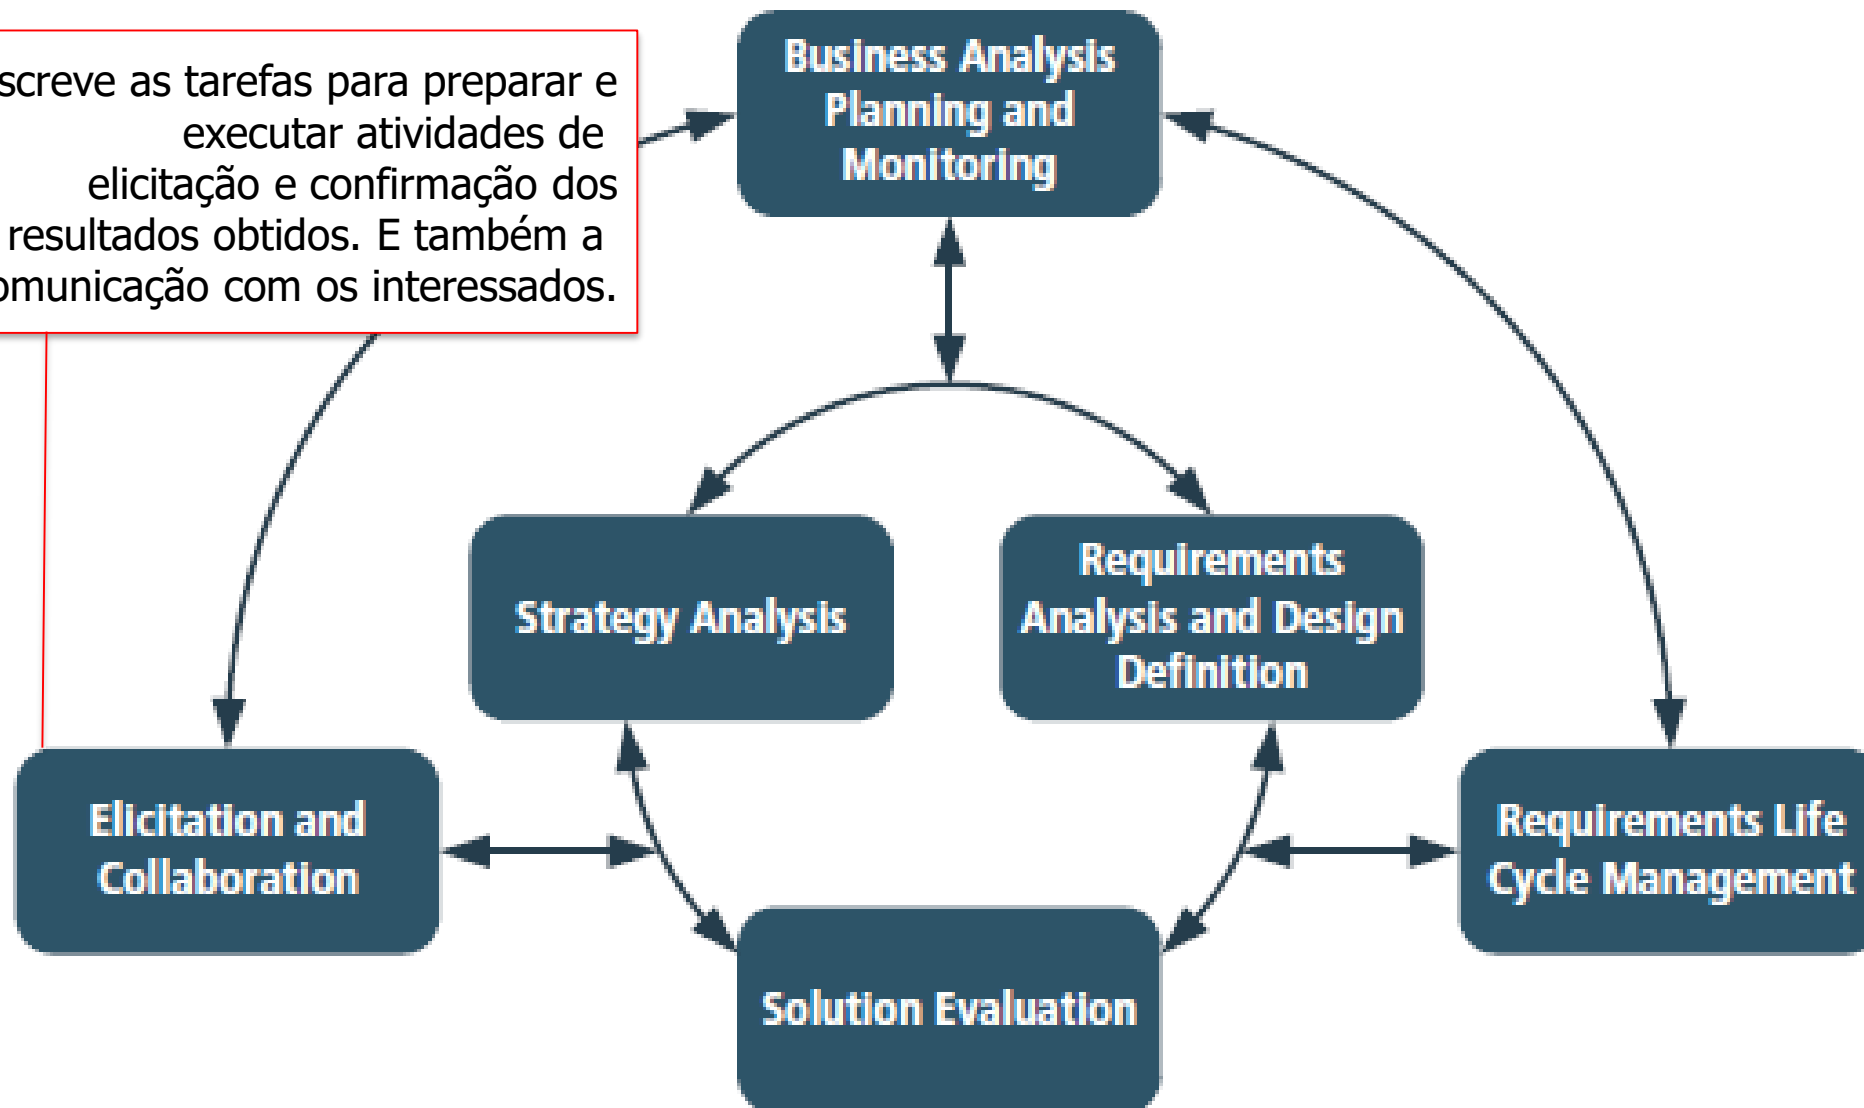 screve as tarefas para preparar e
executar atividades de
elicitação e confirmação dos
resultados obtidos. E também a
omunicação com os interessados.
Business Analysis
Planning and
Monitoring
Strategy Analysis
Requirements
Analysis and Design
Definition
Elicitation and
Collaboration
Requirements Life
Cycle Management
Solution Evaluation